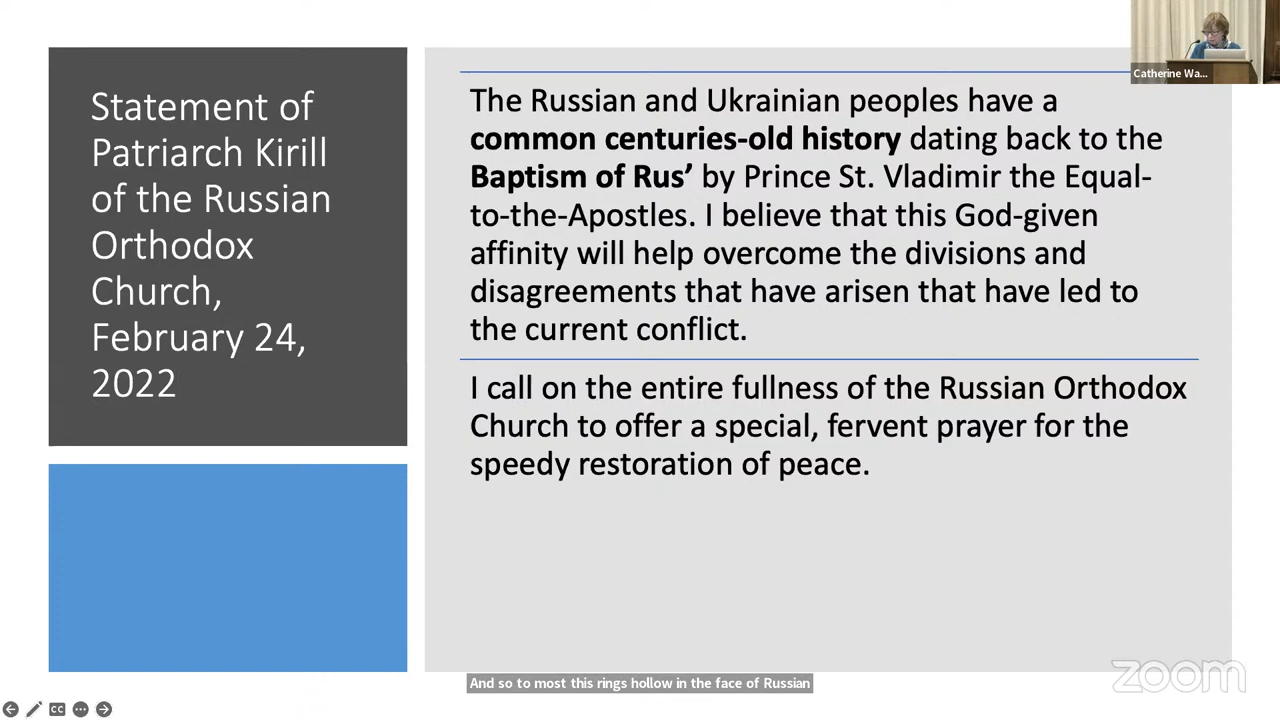 Statement of
Patriarch Kirill
of the Russian
Orthodox
Church,
February 24,
2022
The Russian and Ukrainian peoples have a
common centuries-old history dating back to the
Baptism of Rus’ by Prince St. Vladimir the Equal-
to-the-Apostles. I believe that this God-given
affinity will help overcome the divisions and
disagreements that have arisen that have led to
the current conflict.
I call on the entire fullness of the Russian Orthodox
Church to offer a special, fervent prayer for the
speedy restoration of peace.
Catherine Wa...
And so to most this rings hollow in the face of Russian
CC
zoom